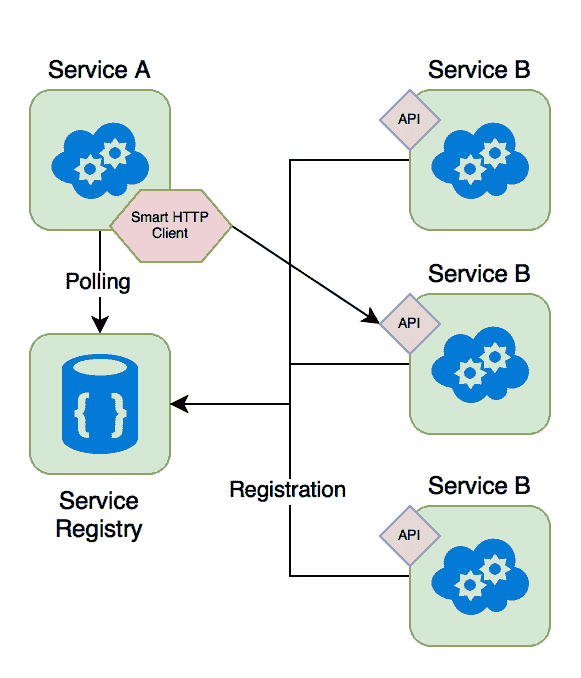 Service A
Service B
API
Smart HTTP
Client
Polling
Service B
API
{ }
Service
Registry
Registration
Service B
API